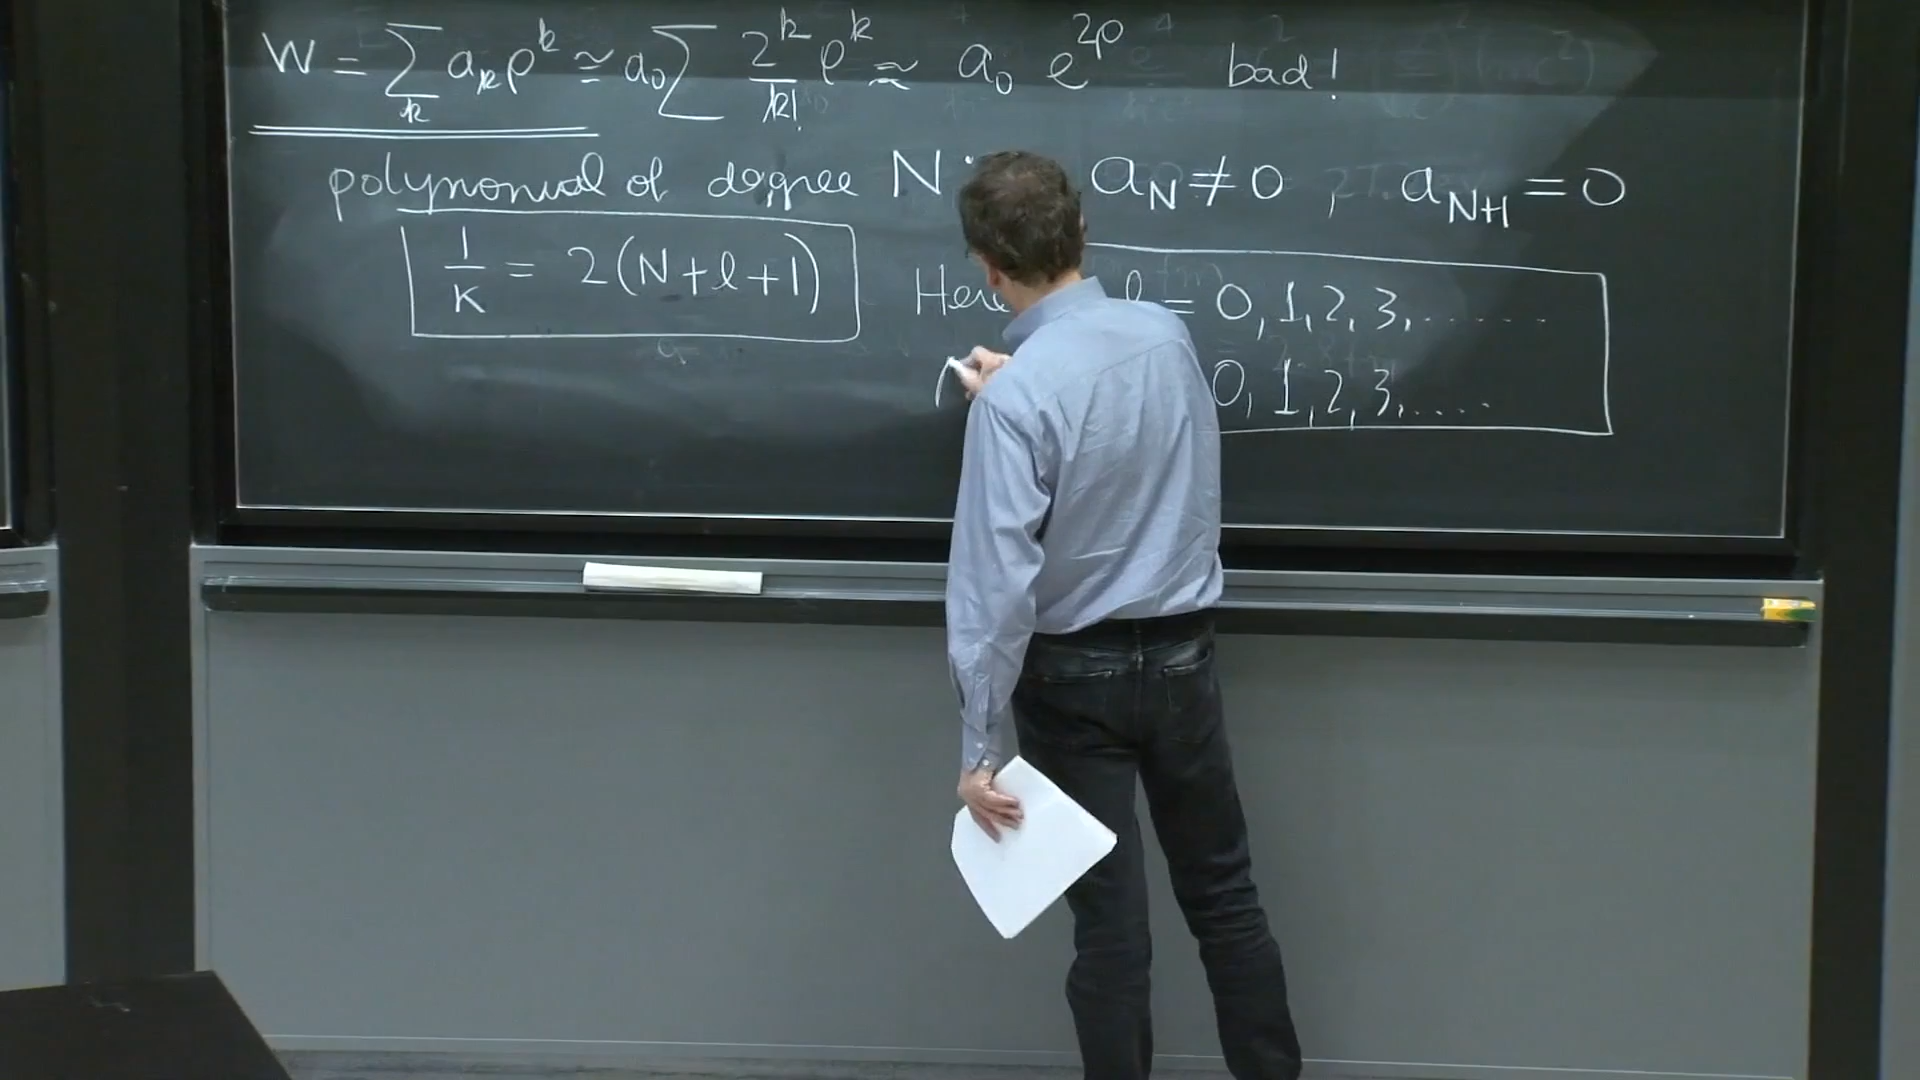 W = ∑_k a_k ρ^k ≅ a_0 ∑ 2^k/k! ρ^k ≈ a_0 e^{2ρ} bad!
polynomial of degree N : a_N ≠ 0 , a_{N+1} = 0
1/κ = 2(N+ℓ+1) Here ℓ = 0, 1, 2, 3, ......
0, 1, 2, 3, ....